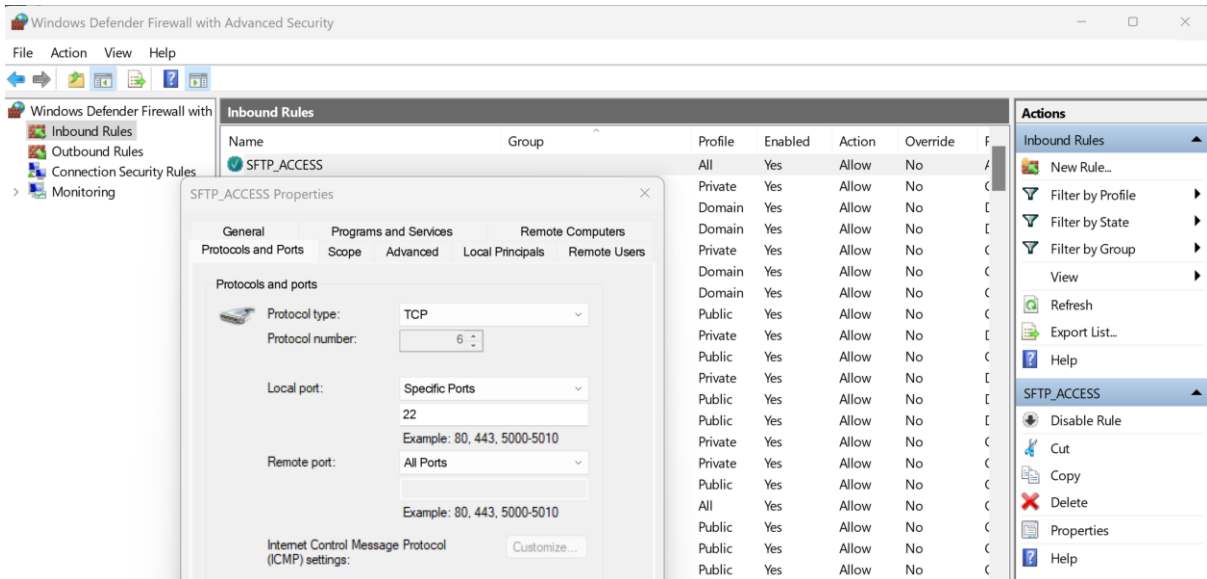 Windows Defender Firewall with Advanced Security
File Action View Help
Windows Defender Firewall with
Inbound Rules
Outbound Rules
Connection Security Rules
Monitoring
Inbound Rules
Name Group Profile Enabled Action Override
SFTP_ACCESS All Yes Allow No
Private Yes Allow No
Domain Yes Allow No
Domain Yes Allow No
Private Yes Allow No
Domain Yes Allow No
Domain Yes Allow No
Public Yes Allow No
Private Yes Allow No
Public Yes Allow No
Private Yes Allow No
Public Yes Allow No
Public Yes Allow No
Private Yes Allow No
Private Yes Allow No
Public Yes Allow No
All Yes Allow No
Public Yes Allow No
Public Yes Allow No
Public Yes Allow No
SFTP_ACCESS Properties
General Programs and Services Remote Computers
Protocols and Ports Scope Advanced Local Principals Remote Users
Protocols and ports
Protocol type: TCP
Protocol number: 6
Local port: Specific Ports
22
Example: 80, 443, 5000-5010
Remote port: All Ports
Example: 80, 443, 5000-5010
Internet Control Message Protocol
(ICMP) settings: Customize...
Actions
Inbound Rules
New Rule...
Filter by Profile
Filter by State
Filter by Group
View
Refresh
Export List...
Help
SFTP_ACCESS
Disable Rule
Cut
Copy
Delete
Properties
Help